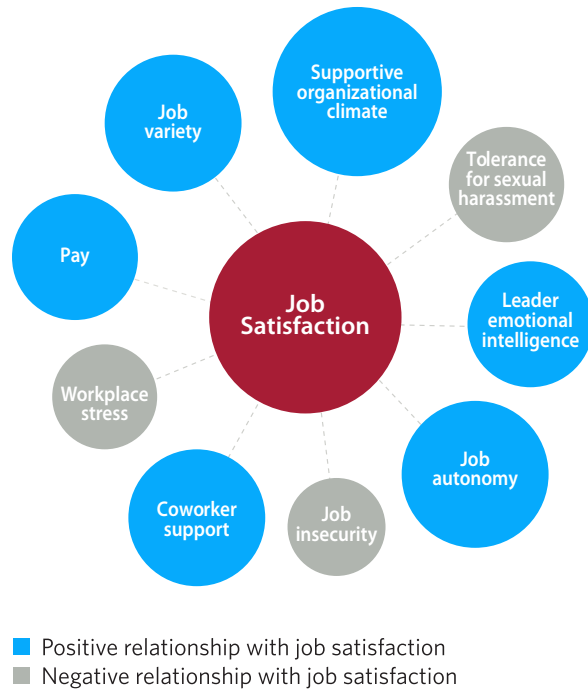 Supportive
organizational
climate
Job
variety
Tolerance
for sexual
harassment
Pay
Job
Satisfaction
Leader
emotional
intelligence
Workplace
stress
Job
autonomy
Coworker
support
Job
insecurity
Positive relationship with job satisfaction
Negative relationship with job satisfaction